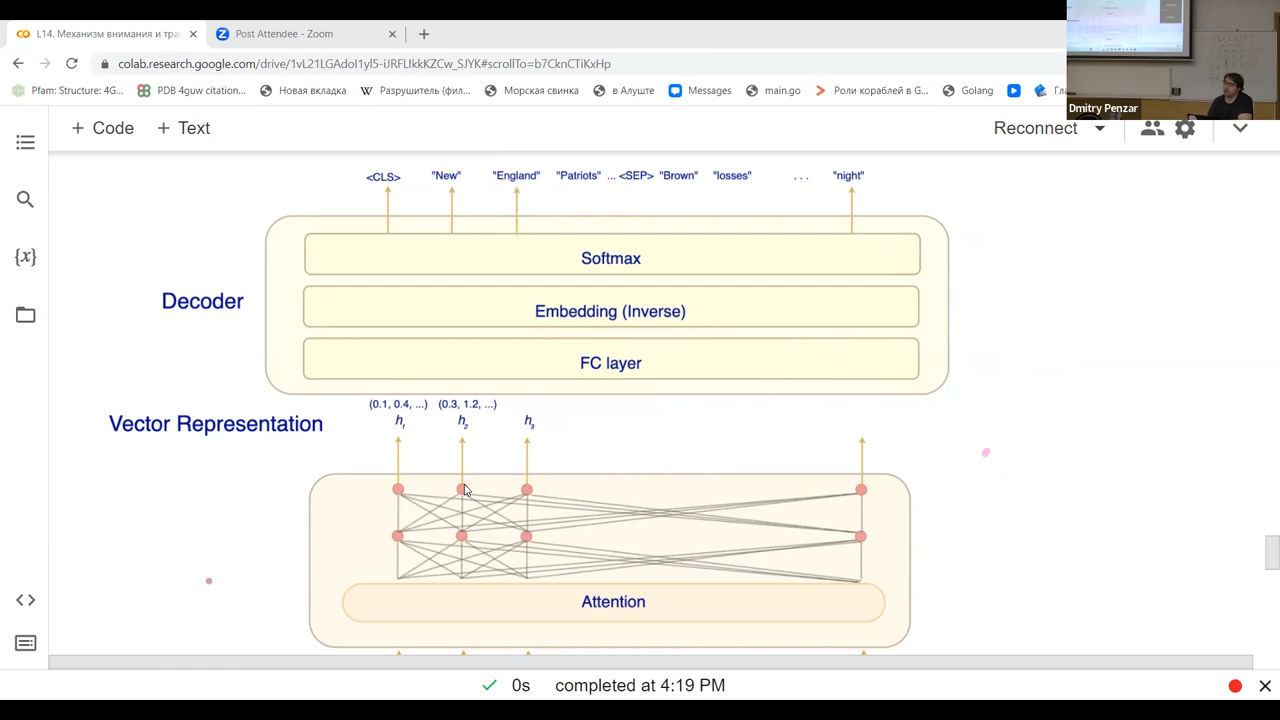 L14. Механизм внимания и тра
Post Attendee - Zoom
colab.research.google.com/drive/1vL21LGAdoI1yI5-iJRFLlRKZCw_SJYK#scrollTo=b7CknCTiKxHp
Pfam: Structure: 4G...
PDB 4guw citation...
Новая вкладка
Разрушитель (фил...
Морская свинка
в Алуште
Messages
main.go
Роли кораблей в G...
Golang
Dmitry Penzar
+ Code
+ Text
Reconnect
<CLS> "New" "England" "Patriots" ... <SEP> "Brown" "losses" . . . "night"
Softmax
Decoder
Embedding (Inverse)
FC layer
(0.1, 0.4, ...) (0.3, 1.2, ...)
Vector Representation
h1 h2 h3
Attention
0s completed at 4:19 PM